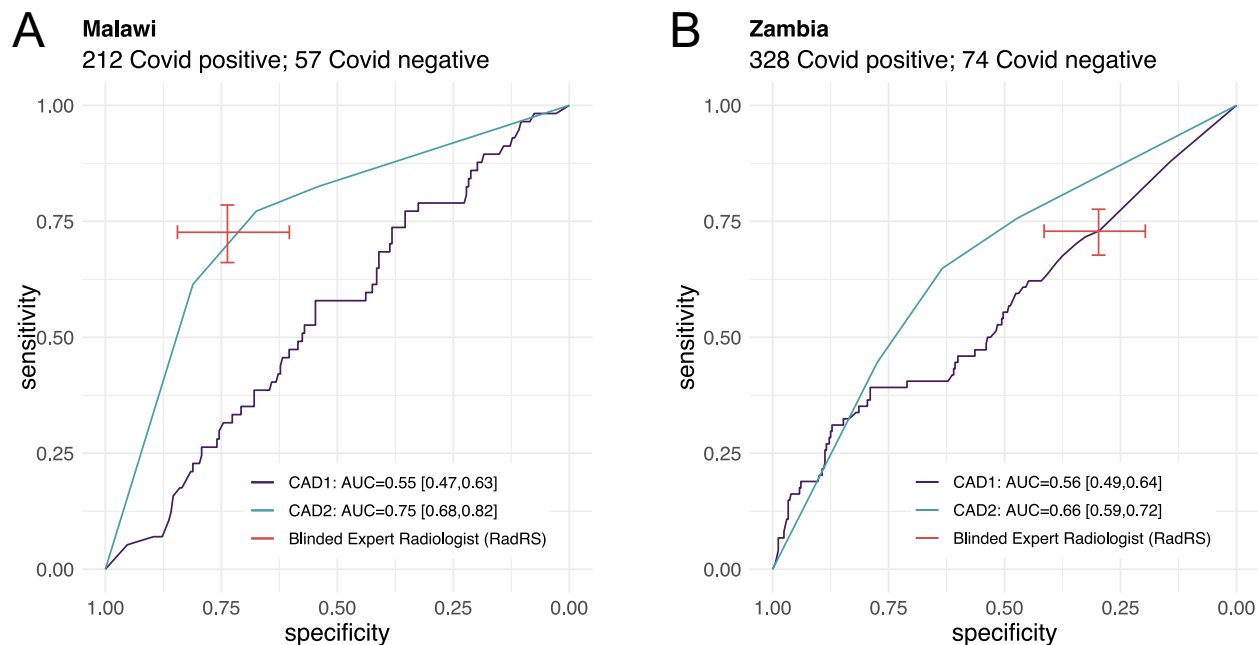 A
Malawi
212 Covid positive; 57 Covid negative
1.00
0.75
0.50
0.25
0.00
sensitivity
CAD1: AUC=0.55 [0.47,0.63]
CAD2: AUC=0.75 [0.68,0.82]
Blinded Expert Radiologist (RadRS)
1.00 0.75 0.50 0.25 0.00
specificity
B
Zambia
328 Covid positive; 74 Covid negative
1.00
0.75
0.50
0.25
0.00
sensitivity
CAD1: AUC=0.56 [0.49,0.64]
CAD2: AUC=0.66 [0.59,0.72]
Blinded Expert Radiologist (RadRS)
1.00 0.75 0.50 0.25 0.00
specificity